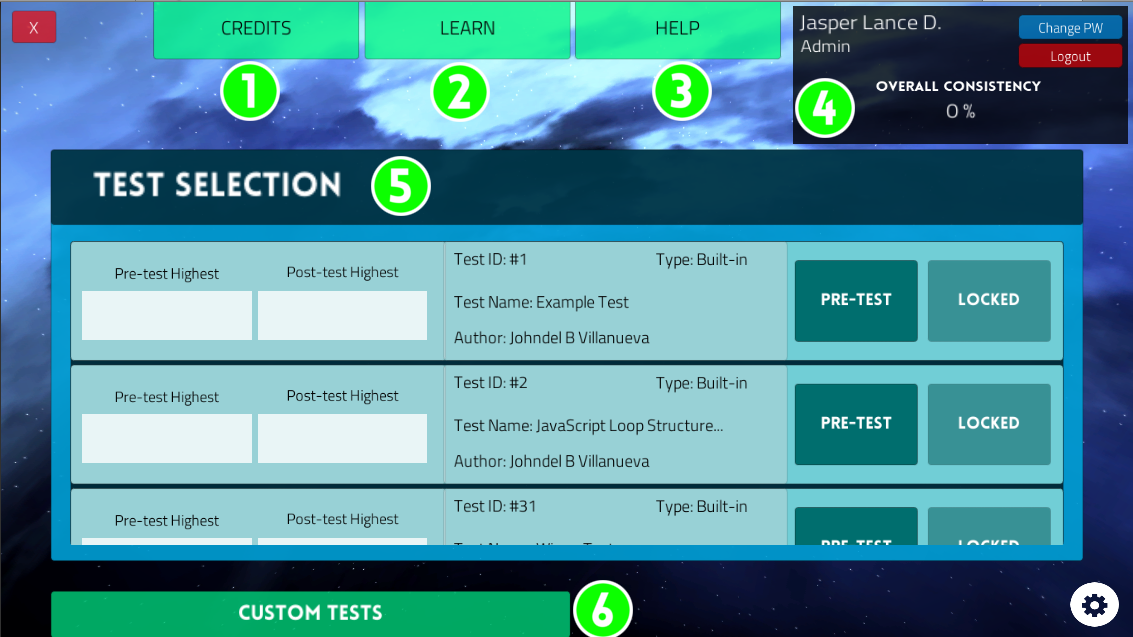 X
CREDITS
LEARN
HELP
Jasper Lance D.
Admin
Change PW
Logout
1
2
3
4
OVERALL CONSISTENCY
0 %
TEST SELECTION
5
Pre-test Highest
Post-test Highest
Test ID: #1
Type: Built-in
Test Name: Example Test
Author: Johndel B Villanueva
PRE-TEST
LOCKED
Pre-test Highest
Post-test Highest
Test ID: #2
Type: Built-in
Test Name: JavaScript Loop Structure...
Author: Johndel B Villanueva
PRE-TEST
LOCKED
Pre-test Highest
Post-test Highest
Test ID: #31
Type: Built-in
PRE-TEST
LOCKED
CUSTOM TESTS
6